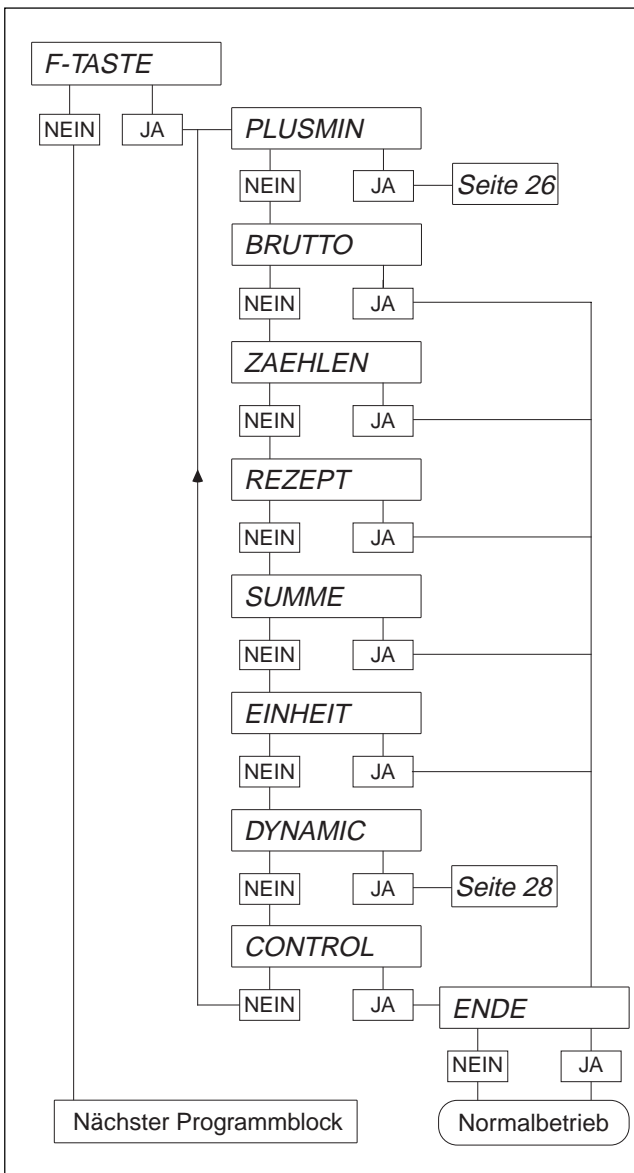 F-TASTE
NEIN JA PLUSMIN
NEIN JA Seite 26
BRUTTO
NEIN JA
ZAEHLEN
NEIN JA
REZEPT
NEIN JA
SUMME
NEIN JA
EINHEIT
NEIN JA
DYNAMIC
NEIN JA Seite 28
CONTROL
NEIN JA ENDE
NEIN JA
Nächster Programmblock Normalbetrieb